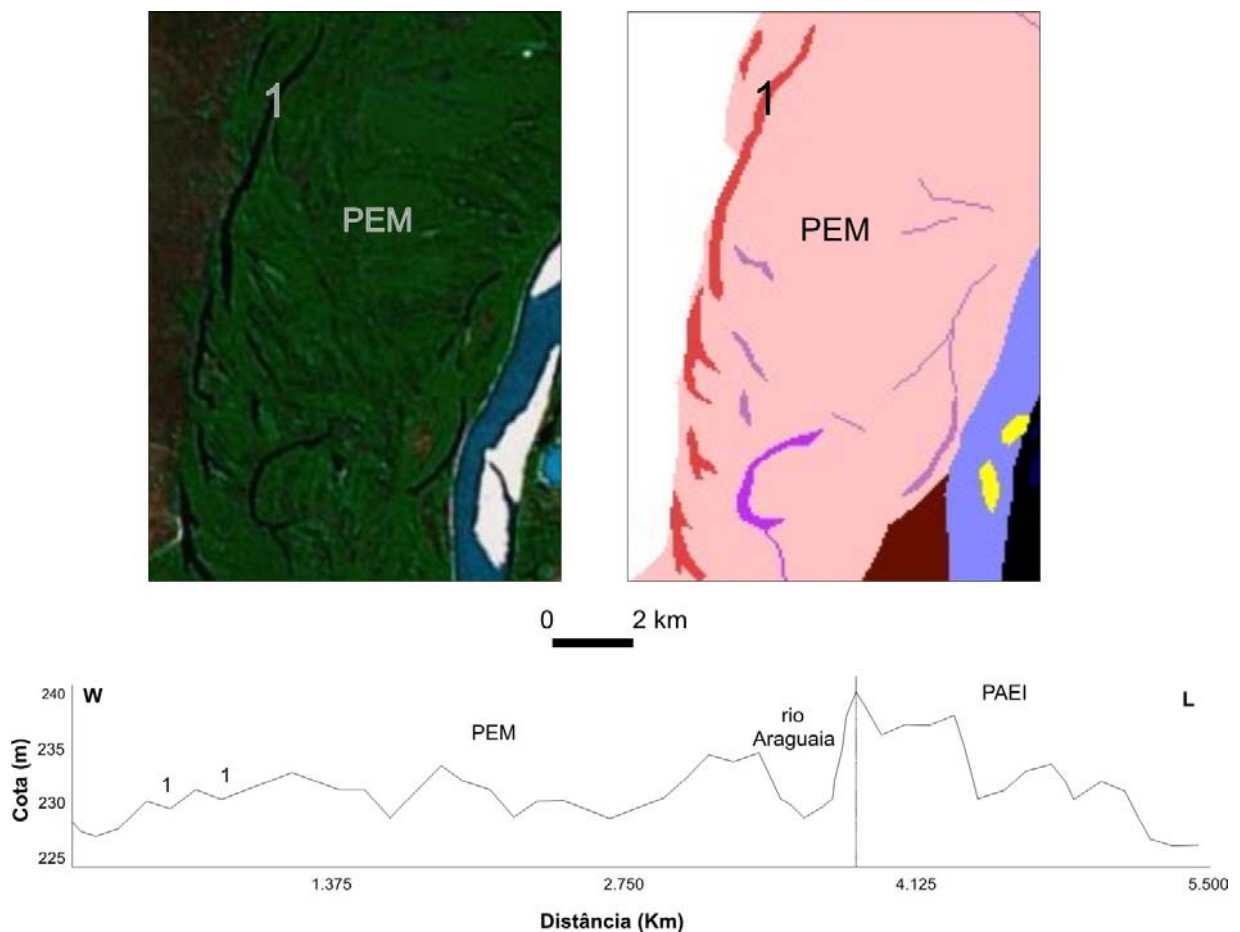 1
PEM
1
PEM
0 2 km
W
L
240
235
230
225
Cota (m)
1
1
PEM
rio
Araguaia
PAEI
1.375
2.750
4.125
5.500
Distância (Km)